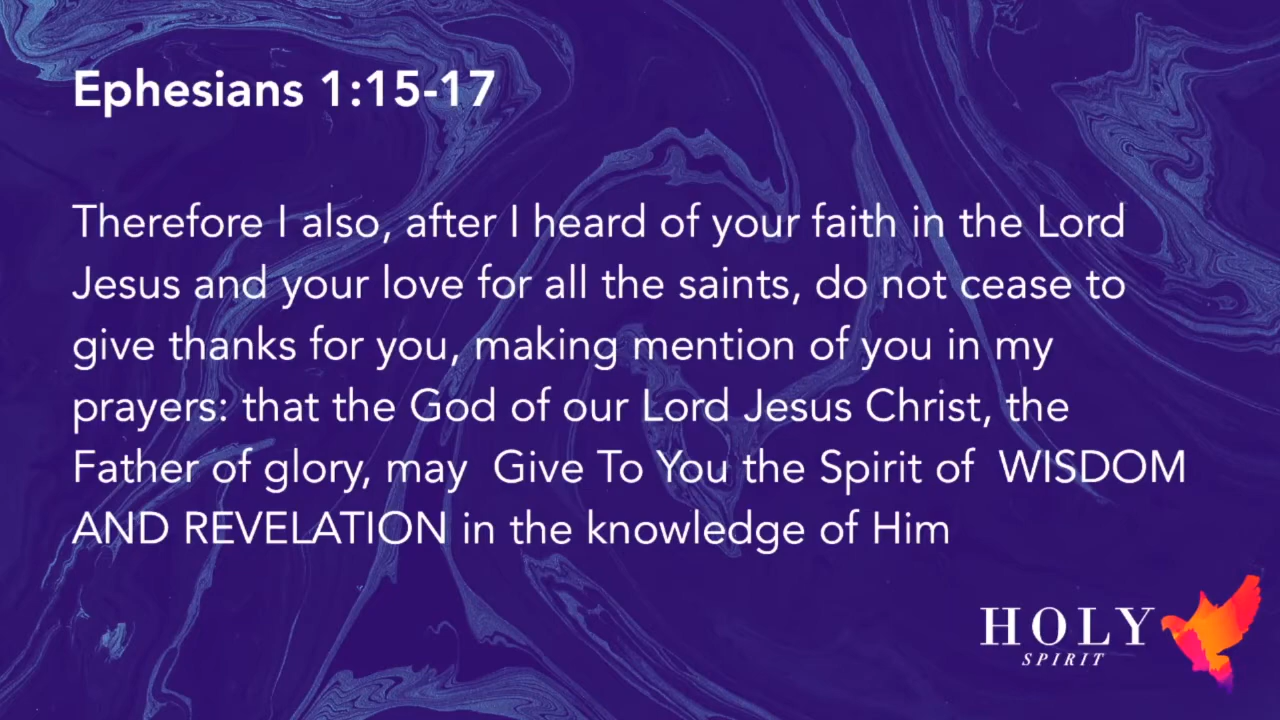 Ephesians 1:15-17
Therefore I also, after I heard of your faith in the Lord
Jesus and your love for all the saints, do not cease to
give thanks for you, making mention of you in my
prayers: that the God of our Lord Jesus Christ, the
Father of glory, may  Give To You the Spirit of  WISDOM
AND REVELATION in the knowledge of Him
HOLY
SPIRIT